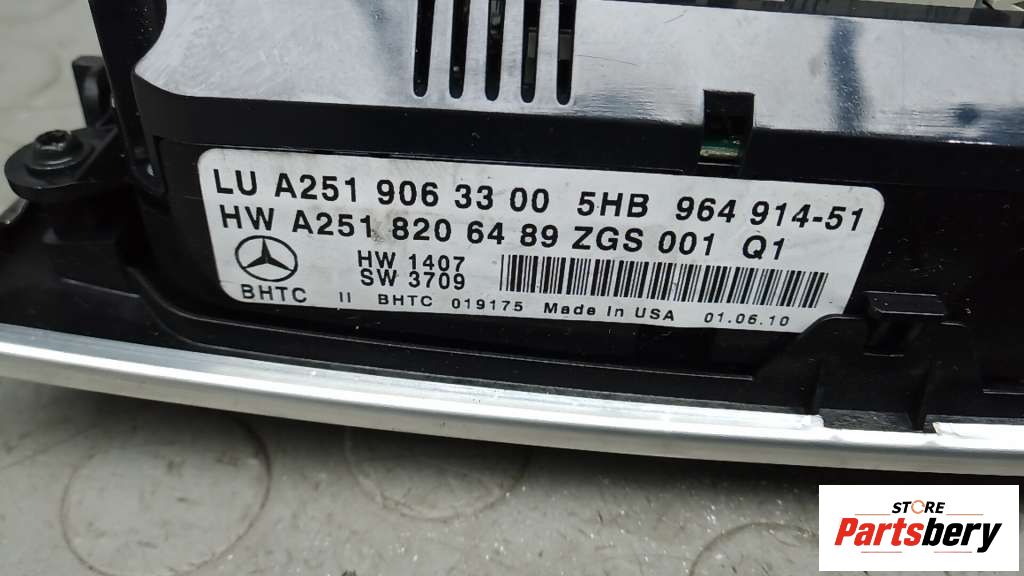 LU A251 906 33 00 5HB 964 914-51
HW A251 820 64 89 ZGS 001 Q1
HW 1407
SW 3709
BHTC II BHTC 019175 Made in USA 01.06.10
STORE
Partsbery